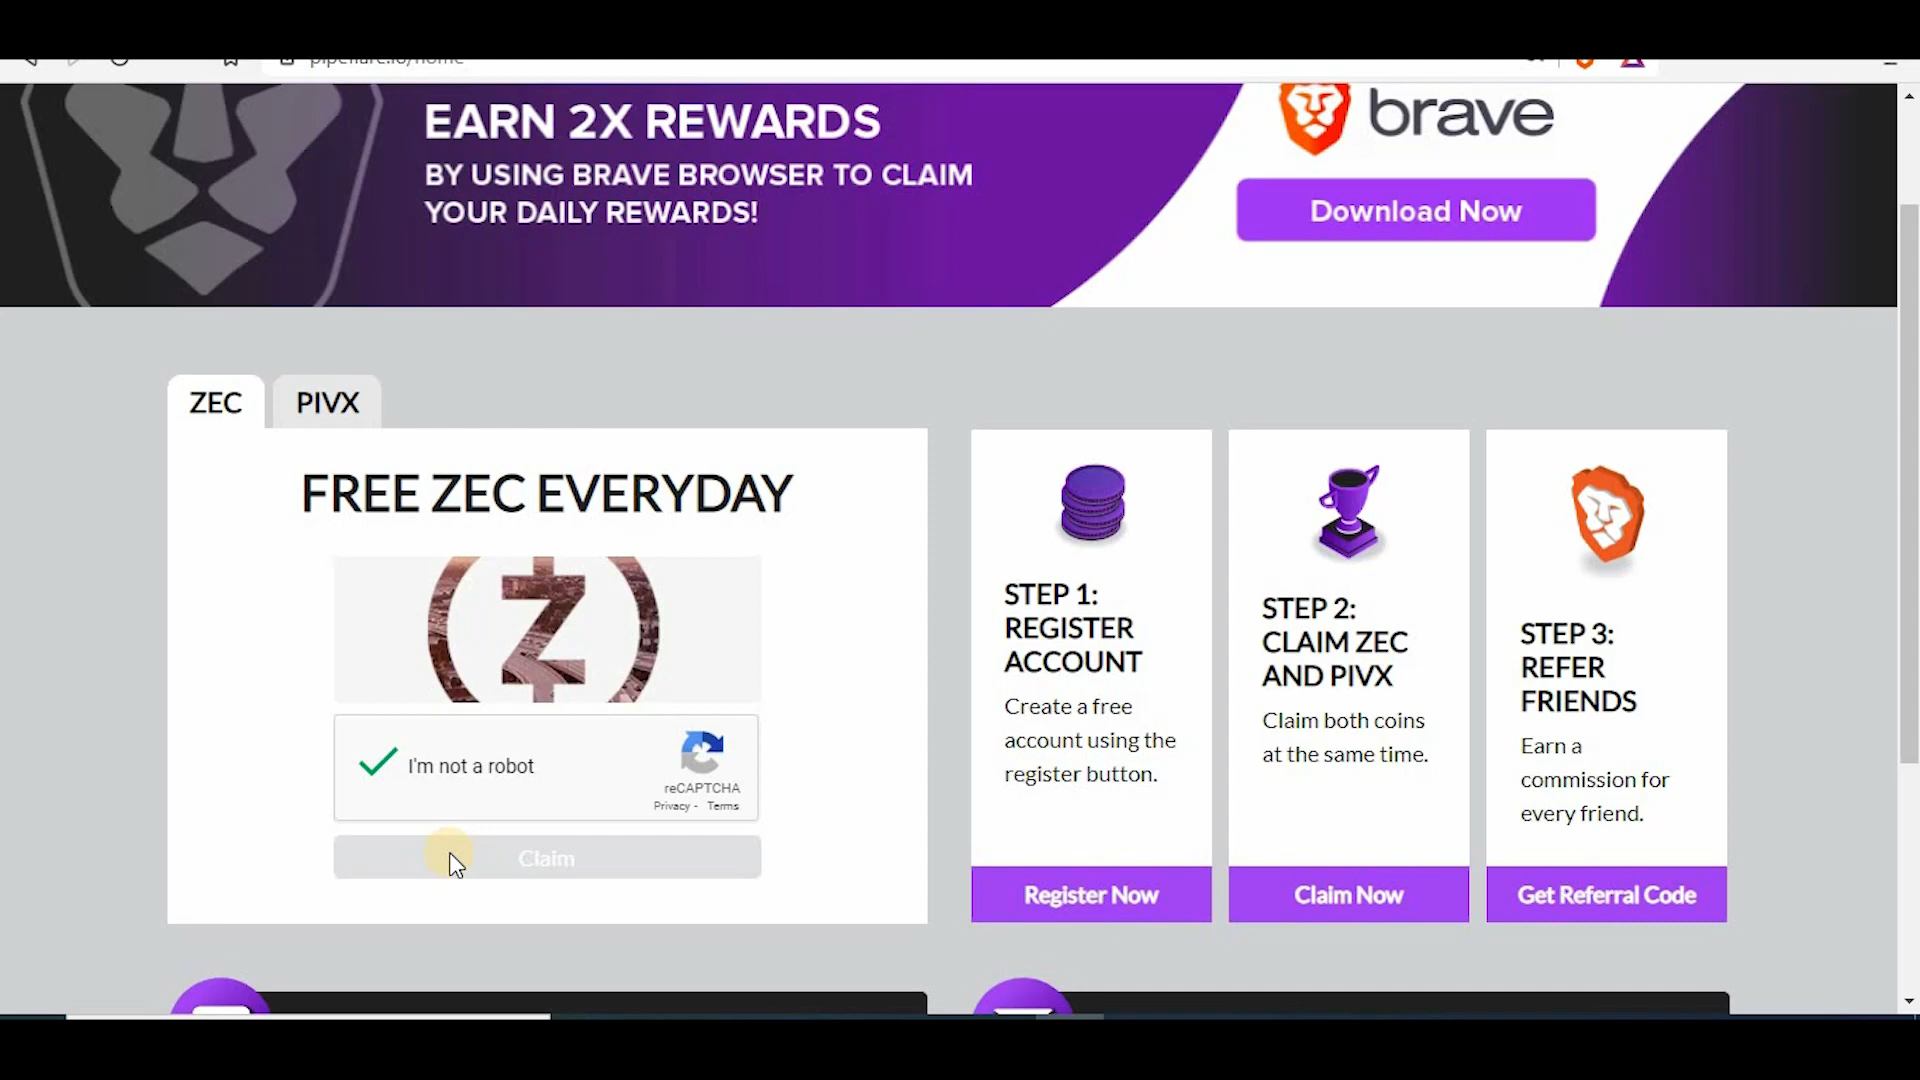 pipeflare.io/home
EARN 2X REWARDS
BY USING BRAVE BROWSER TO CLAIM
YOUR DAILY REWARDS!
brave
Download Now
ZEC
PIVX
FREE ZEC EVERYDAY
I'm not a robot
reCAPTCHA
Privacy - Terms
Claim
STEP 1:
REGISTER
ACCOUNT
Create a free
account using the
register button.
Register Now
STEP 2:
CLAIM ZEC
AND PIVX
Claim both coins
at the same time.
Claim Now
STEP 3:
REFER
FRIENDS
Earn a
commission for
every friend.
Get Referral Code